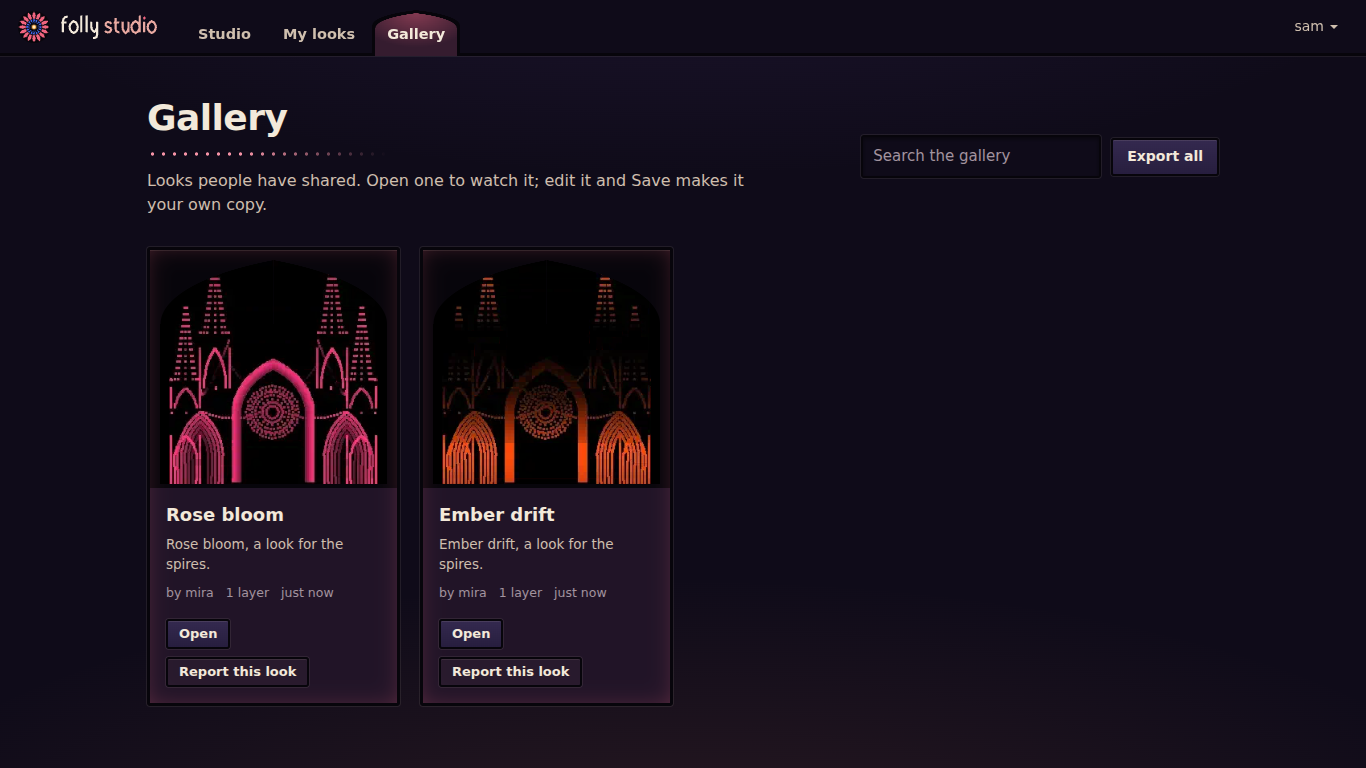 folly studio
Studio
My looks
Gallery
sam
Gallery
Search the gallery
Export all
Looks people have shared. Open one to watch it; edit it and Save makes it
your own copy.
Rose bloom
Rose bloom, a look for the
spires.
by mira 1 layer just now
Open
Report this look
Ember drift
Ember drift, a look for the
spires.
by mira 1 layer just now
Open
Report this look